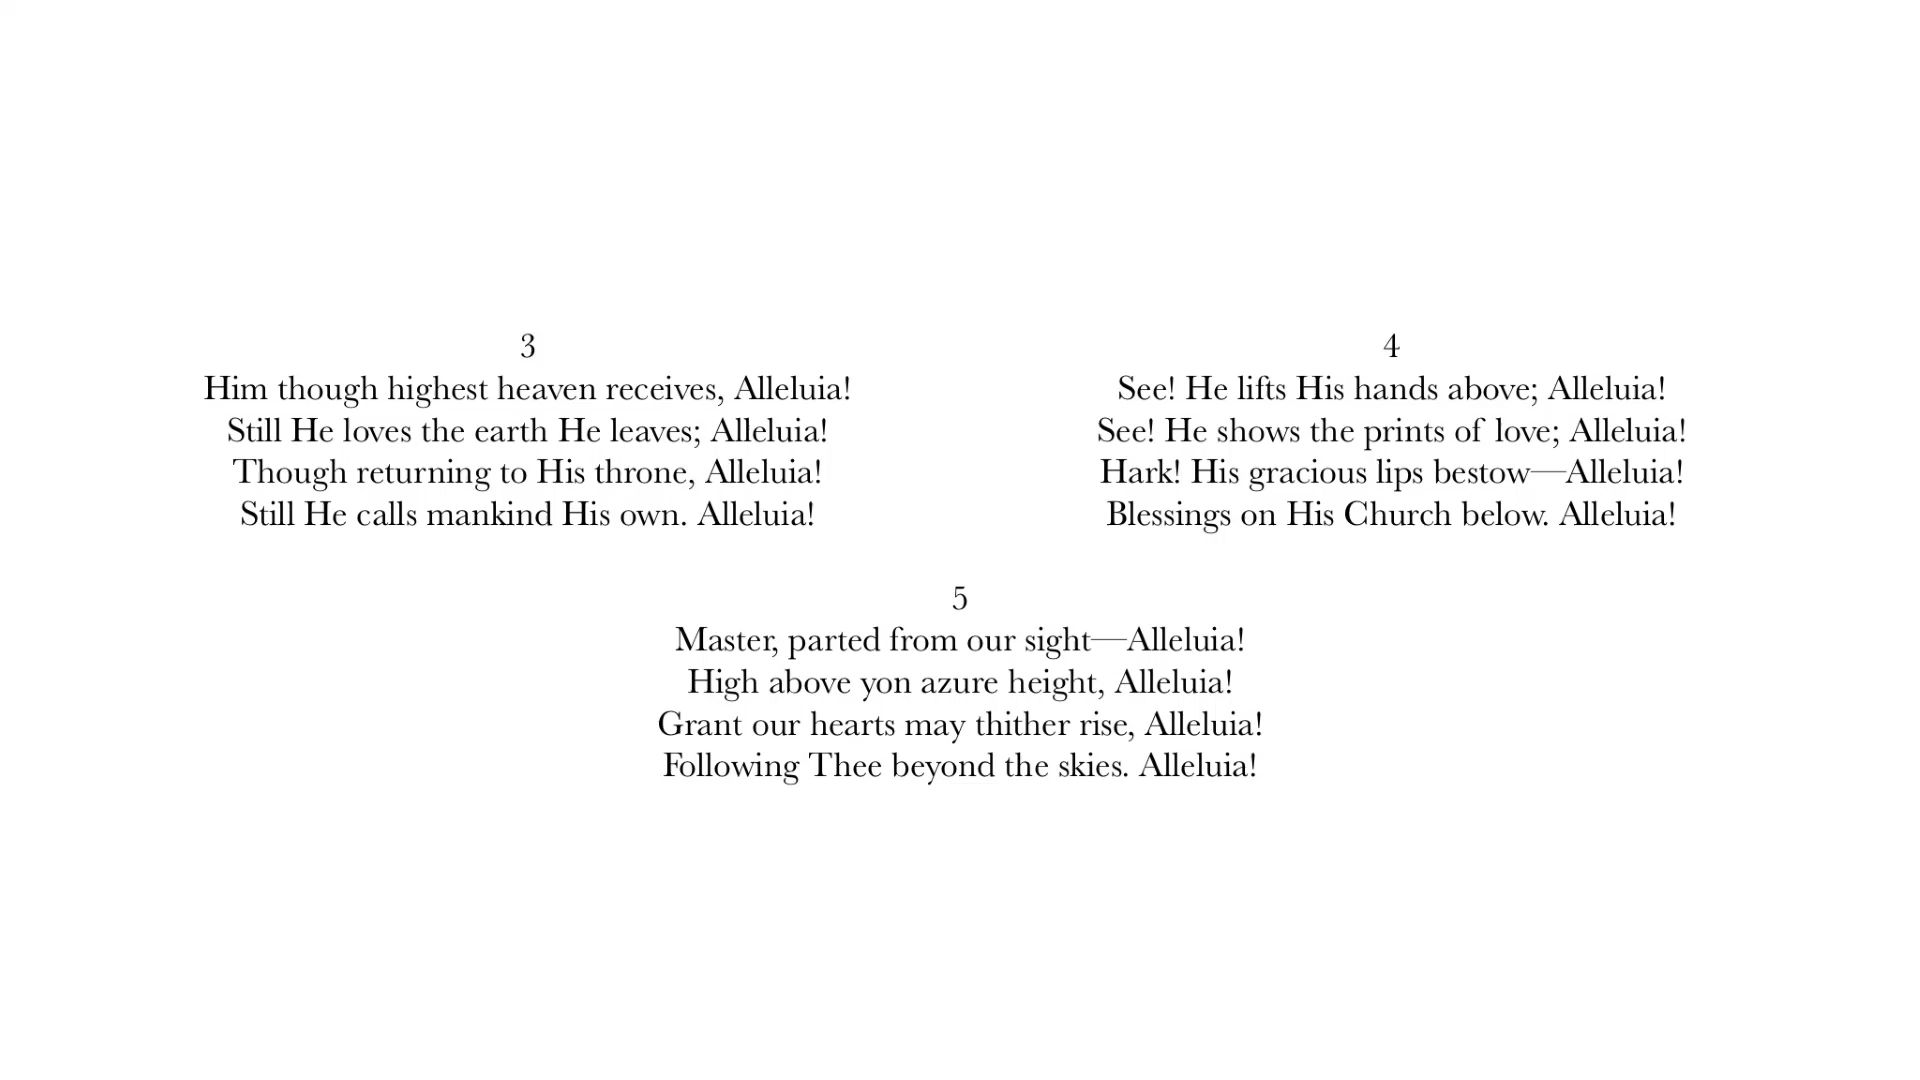 3
Him though highest heaven receives, Alleluia!
Still He loves the earth He leaves; Alleluia!
Though returning to His throne, Alleluia!
Still He calls mankind His own. Alleluia!
4
See! He lifts His hands above; Alleluia!
See! He shows the prints of love; Alleluia!
Hark! His gracious lips bestow—Alleluia!
Blessings on His Church below. Alleluia!
5
Master, parted from our sight—Alleluia!
High above yon azure height, Alleluia!
Grant our hearts may thither rise, Alleluia!
Following Thee beyond the skies. Alleluia!